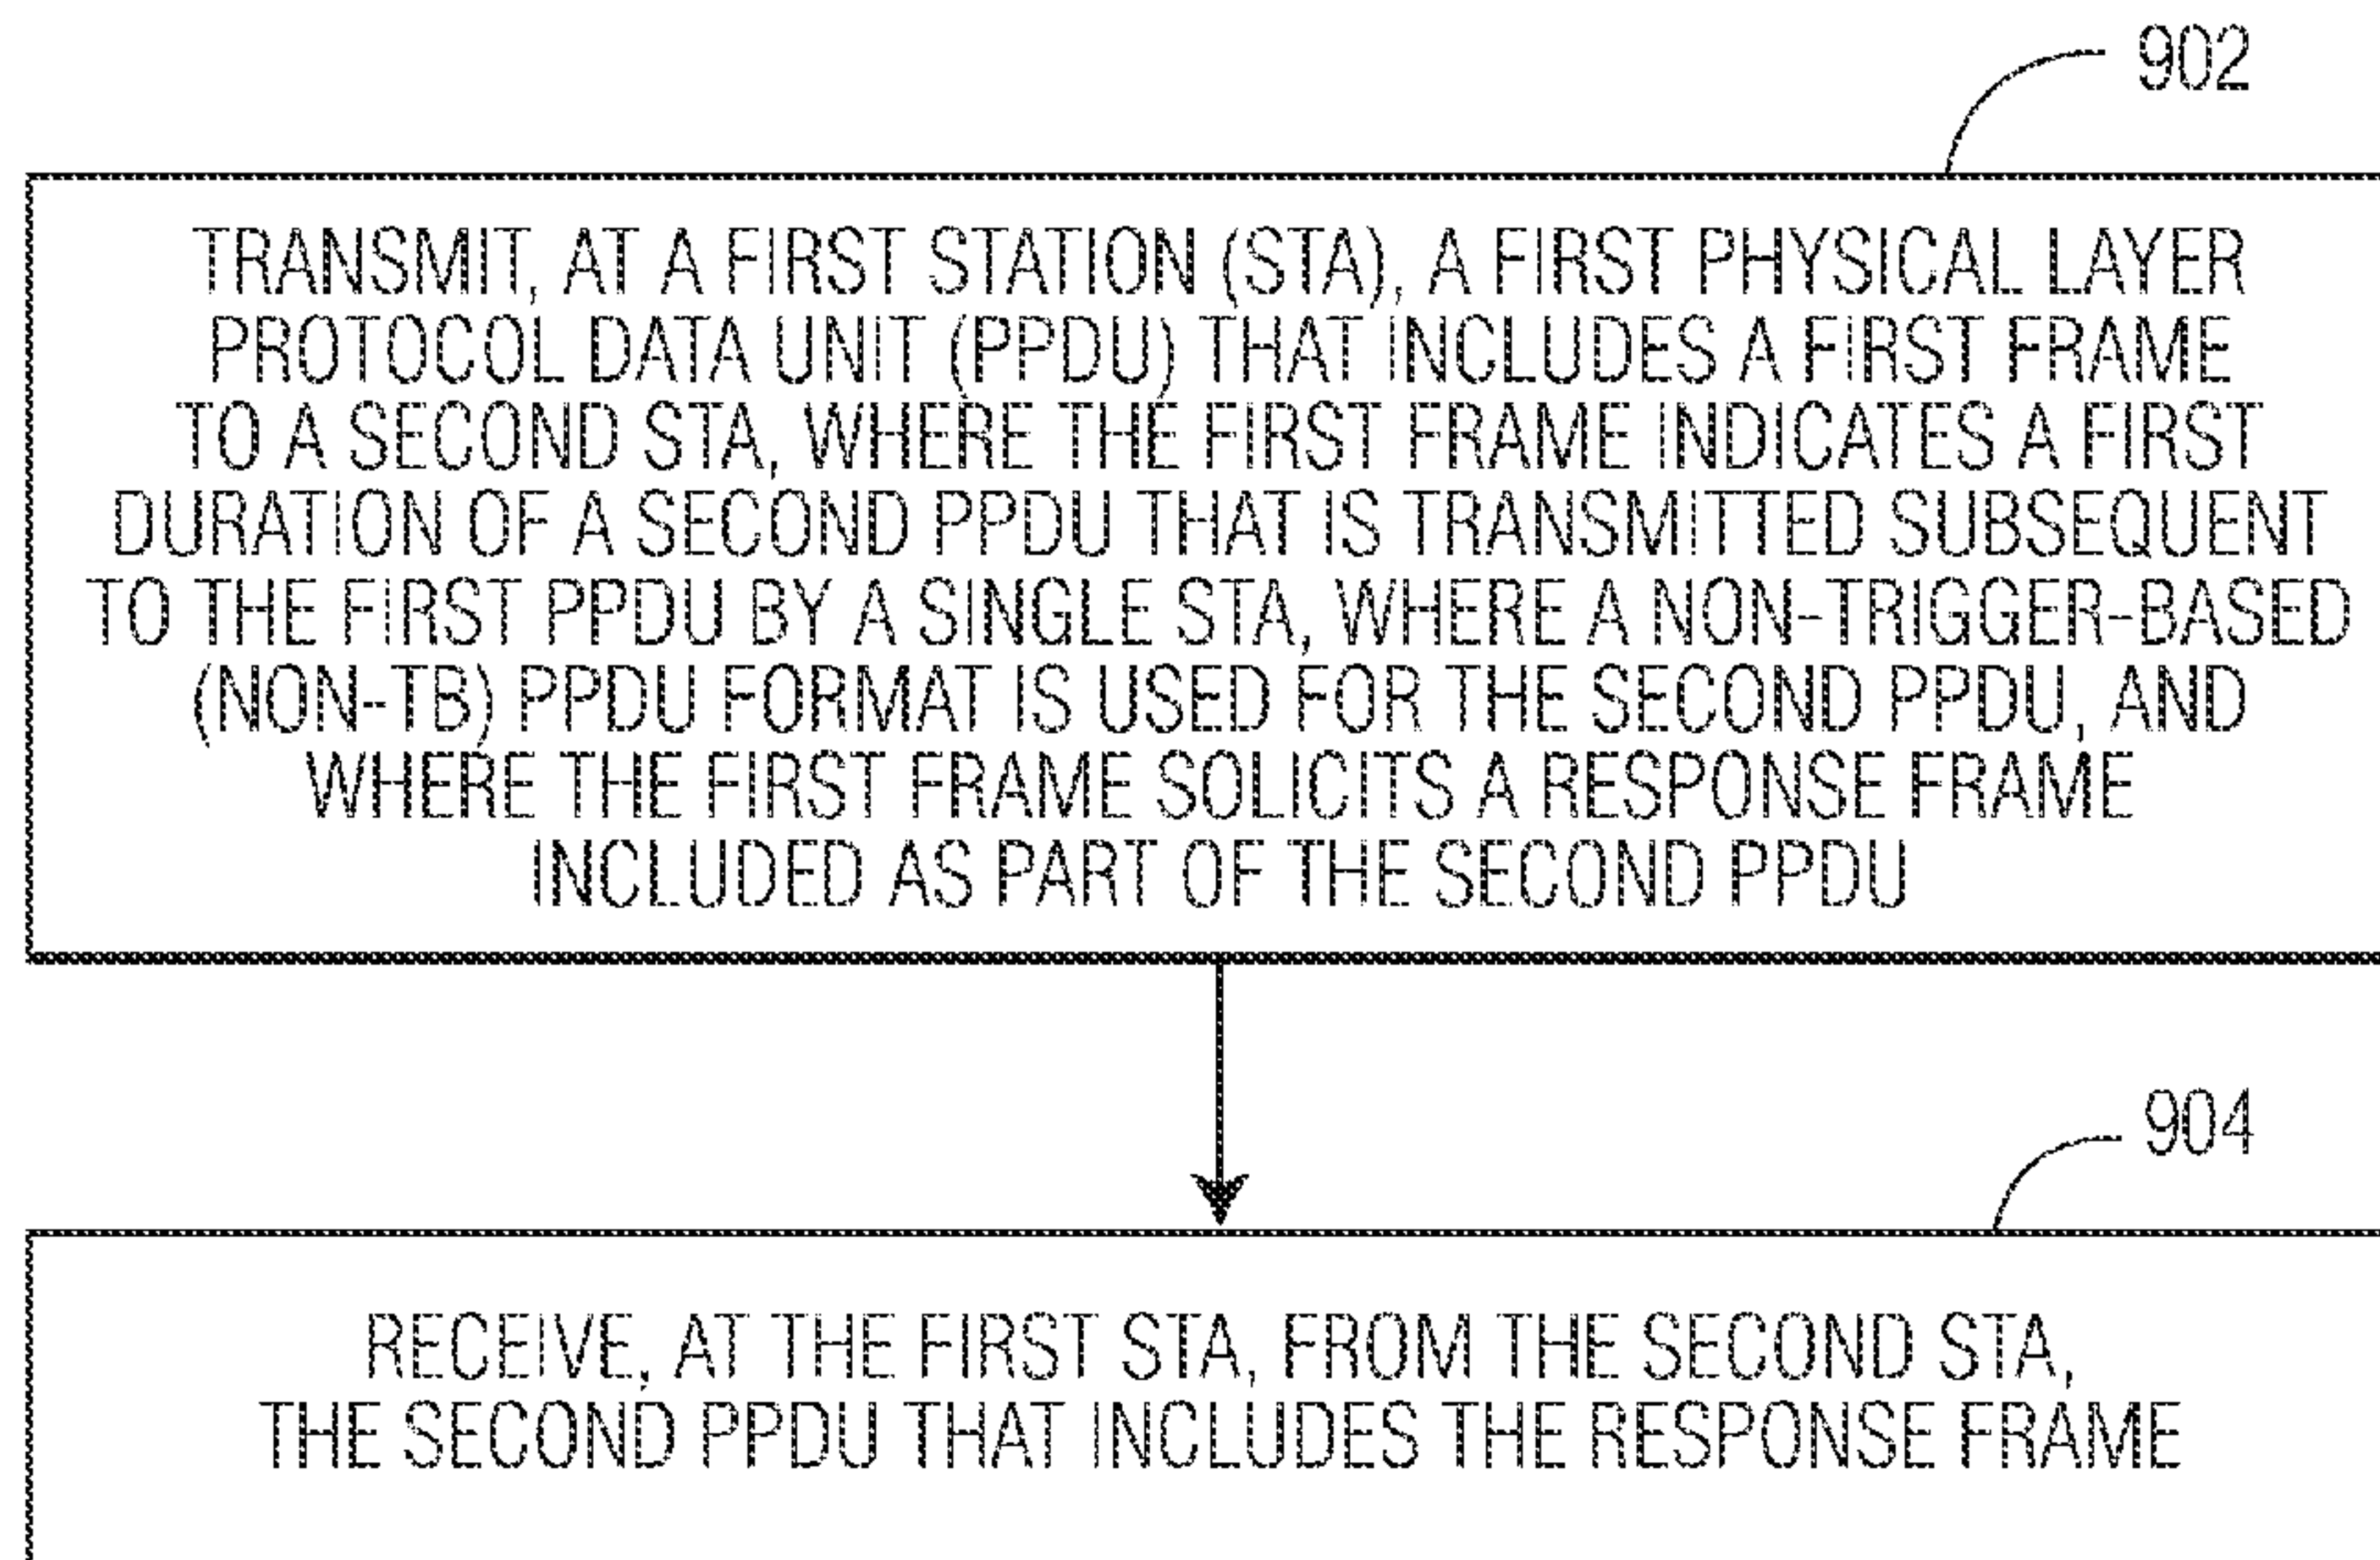 902
TRANSMIT, AT A FIRST STATION (STA), A FIRST PHYSICAL LAYER
PROTOCOL DATA UNIT (PPDU) THAT INCLUDES A FIRST FRAME
TO A SECOND STA, WHERE THE FIRST FRAME INDICATES A FIRST
DURATION OF A SECOND PPDU THAT IS TRANSMITTED SUBSEQUENT
TO THE FIRST PPDU BY A SINGLE STA, WHERE A NON-TRIGGER-BASED
(NON-TB) PPDU FORMAT IS USED FOR THE SECOND PPDU, AND
WHERE THE FIRST FRAME SOLICITS A RESPONSE FRAME
INCLUDED AS PART OF THE SECOND PPDU
904
RECEIVE, AT THE FIRST STA, FROM THE SECOND STA,
THE SECOND PPDU THAT INCLUDES THE RESPONSE FRAME